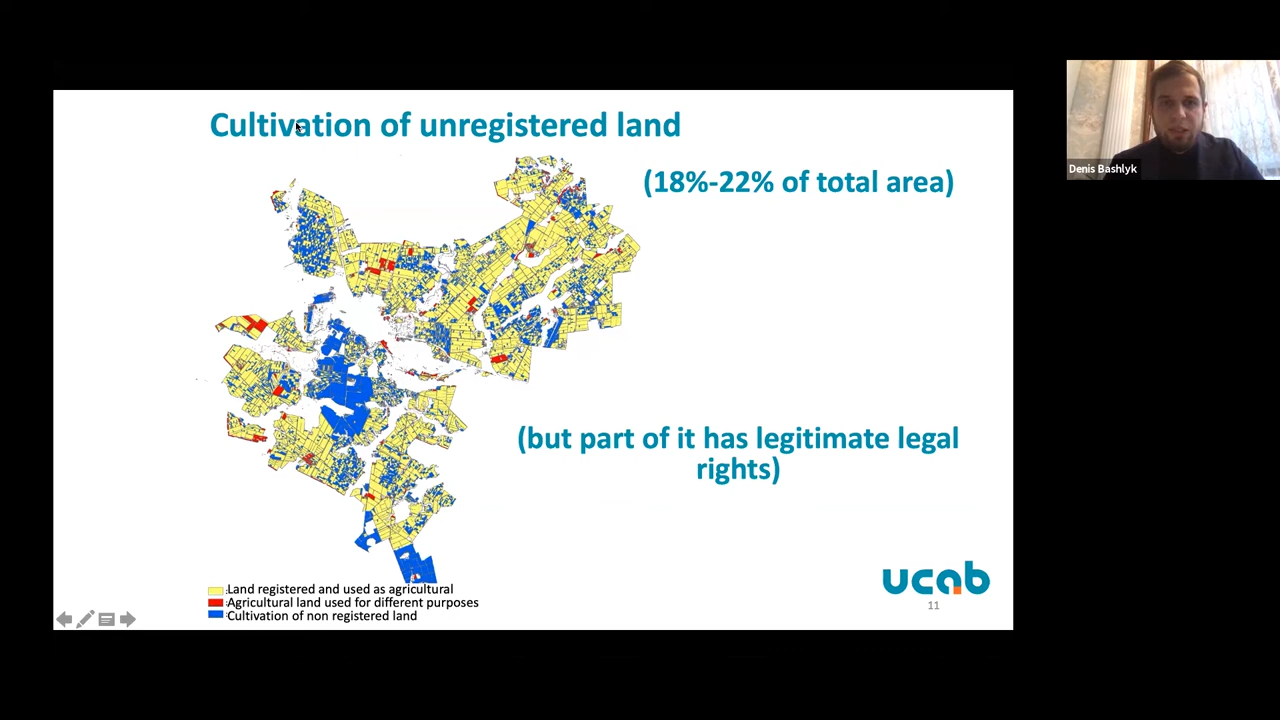 Cultivation of unregistered land
(18%-22% of total area)
Denis Bashlyk
(but part of it has legitimate legal
rights)
Land registered and used as agricultural
Agricultural land used for different purposes
Cultivation of non registered land
ucab
11